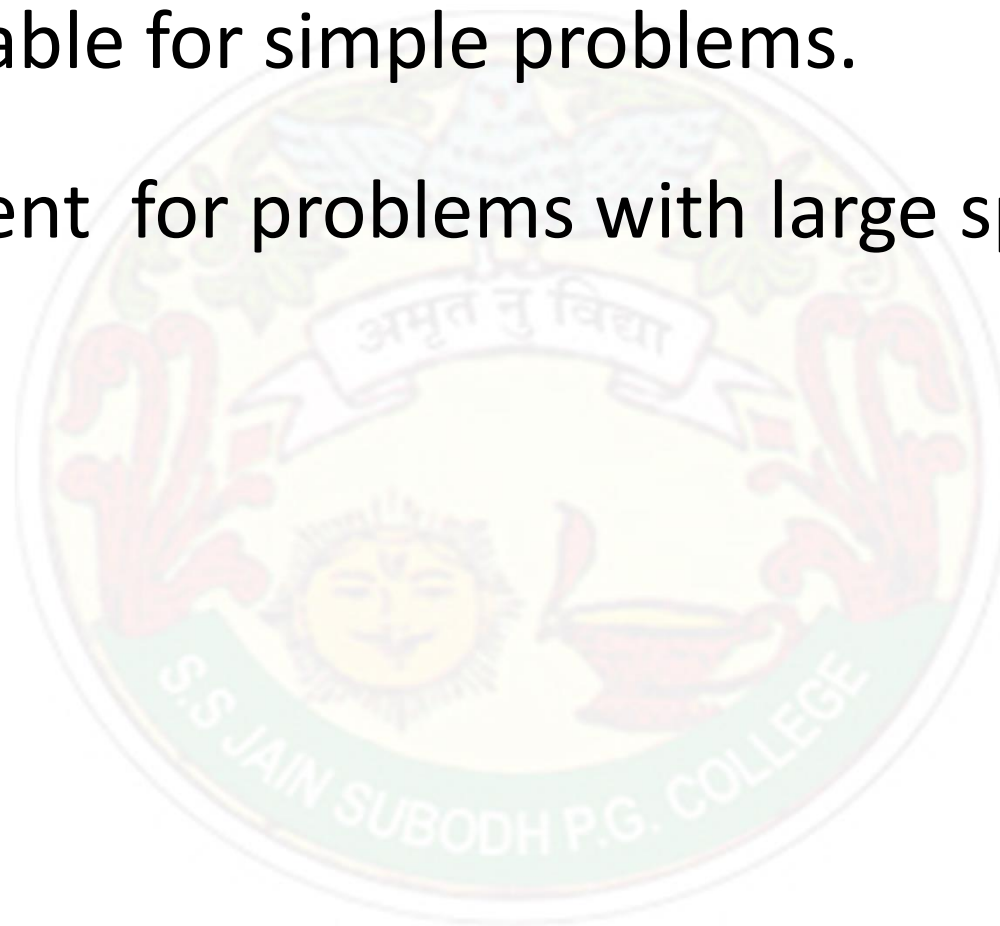 able for simple problems.
ent for problems with large sp
अमृत नु विद्या
S.S JAIN SUBODH P.G. COLLEGE